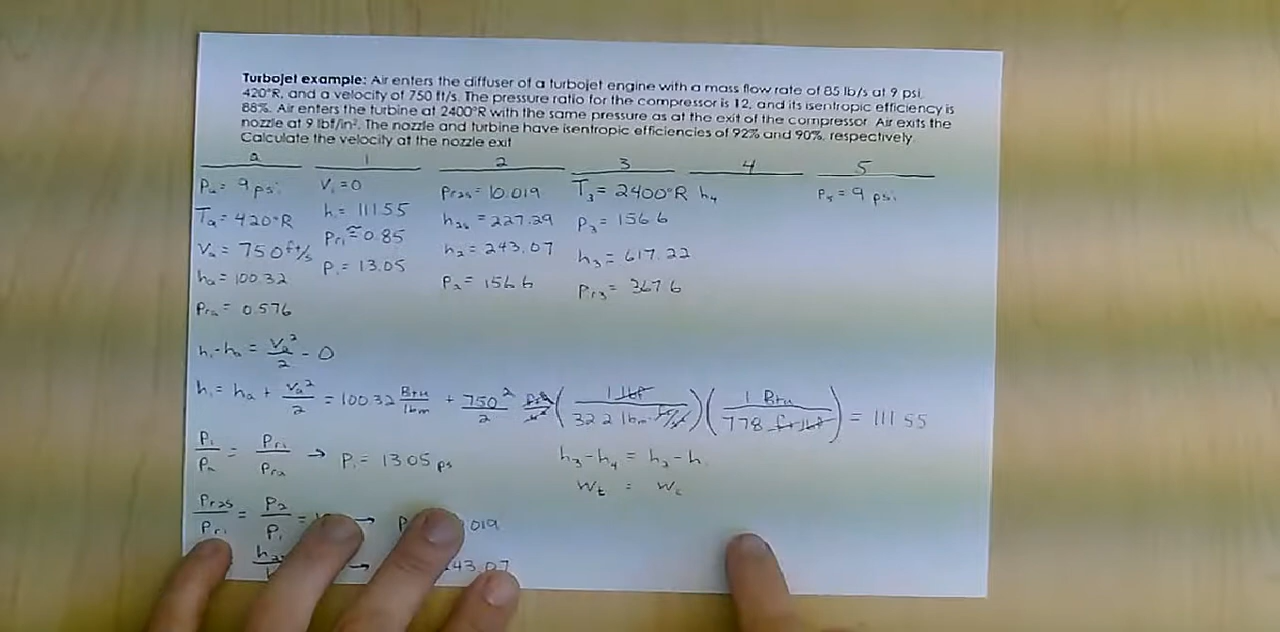 Turbojet example: Air enters the diffuser of a turbojet engine with a mass flow rate of 85 lb/s at 9 psi,
420°R, and a velocity of 750 ft/s. The pressure ratio for the compressor is 12, and its isentropic efficiency is
88%. Air enters the turbine at 2400°R with the same pressure as at the exit of the compressor. Air exits the
nozzle at 9 lbf/in². The nozzle and turbine have isentropic efficiencies of 92% and 90%, respectively.
Calculate the velocity at the nozzle exit
a 1 2 3 4 5
Pa = 9 psi V1 = 0 Pr2s = 10.019 T3 = 2400°R h4 P5 = 9 psi
Ta = 420°R h1 = 111.55 h2s = 227.29 P3 = 156.6
Va = 750 ft/s Pr1 ≈ 0.85 h2 = 243.07 h3 = 617.22
ha = 100.32 P1 = 13.05 P2 = 156.6 Pr3 = 367.6
Pra = 0.576
h1-ha = Va²/2 - 0
h1 = ha + Va²/2 = 100.32 Btu/lbm + 750²/2 ft²/s² (1 lbf / 32.2 lbm·ft/s²) (1 Btu / 778 ft·lbf) = 111.55
P1/Pa = Pr1/Pra → P1 = 13.05 psi
h3-h4 = h2-h1
Wt = Wc
Pr2s/Pr1 = P2/P1 = → 019
→ 243.07